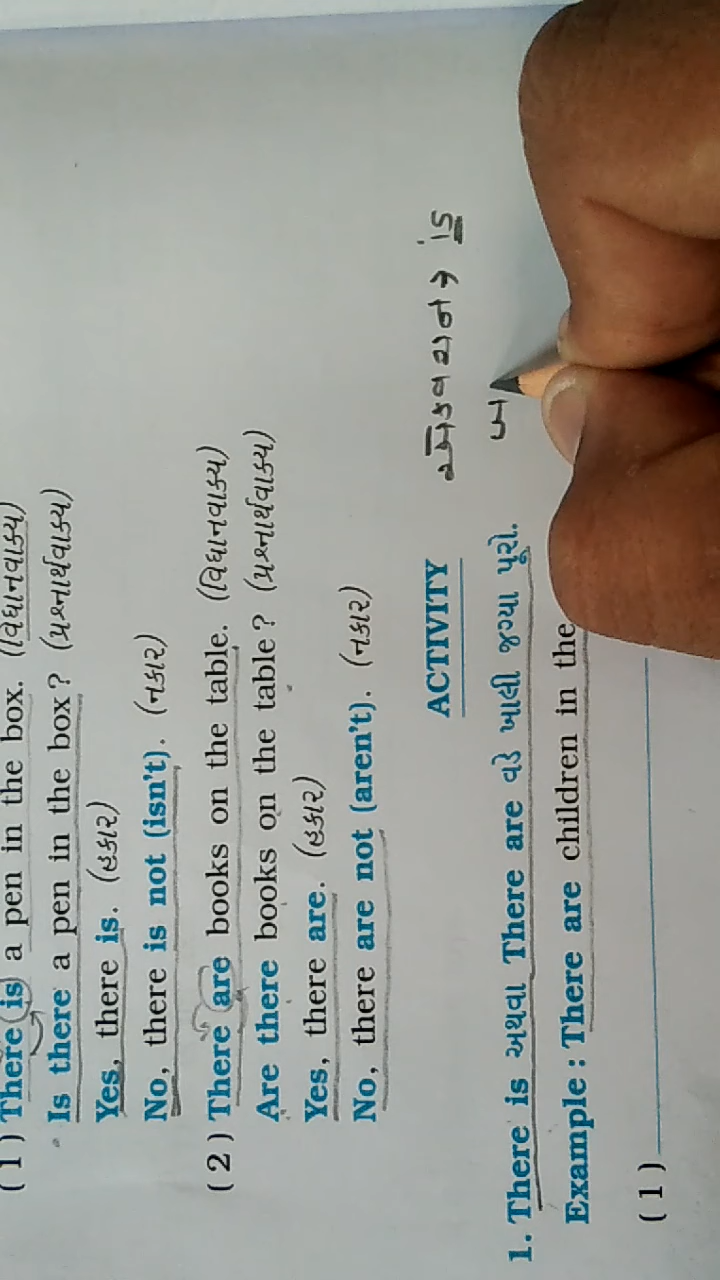 (1) There is a pen in the box. (વિધાનવાક્ય)
Is there a pen in the box? (પ્રશ્નાર્થવાક્ય)
Yes, there is. (હકાર)
No, there is not (isn't). (નકાર)
(2) There are books on the table. (વિધાનવાક્ય)
Are there books on the table? (પ્રશ્નાર્થવાક્ય)
Yes, there are. (હકાર)
No, there are not (aren't). (નકાર)
ACTIVITY
એકવચન
1. There is અથવા There are વડે ખાલી જગ્યા પૂરો.
Example : There are children in the
(1)